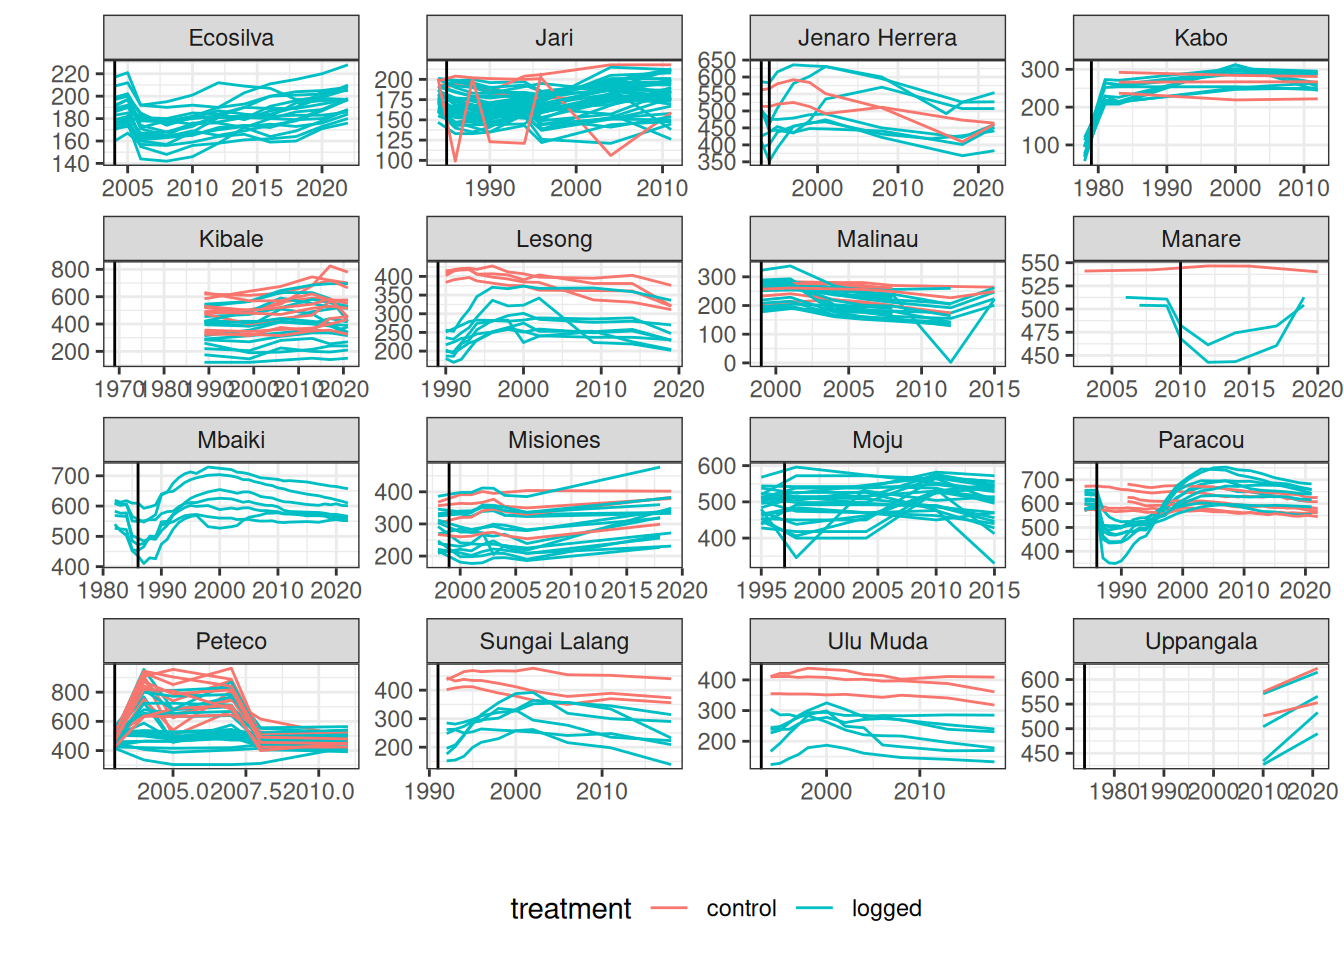 Ecosilva Jari Jenaro Herrera Kabo
220 200 180 160 140
2005 2010 2015 2020
200 175 150 125 100
1990 2000 2010
650 600 550 500 450 400 350
2000 2010 2020
300 200 100
1980 1990 2000 2010
Kibale Lesong Malinau Manare
800 600 400 200
1970 1980 1990 2000 2010 2020
400 350 300 250 200
1990 2000 2010 2020
300 200 100 0
2000 2005 2010 2015
550 525 500 475 450
2005 2010 2015 2020
Mbaiki Misiones Moju Paracou
700 600 500 400
1980 1990 2000 2010 2020
400 300 200
2000 2005 2010 2015 2020
600 500 400
1995 2000 2005 2010 2015
700 600 500 400
1990 2000 2010 2020
Peteco Sungai Lalang Ulu Muda Uppangala
800 600 400
2005.0 2007.5 2010.0
400 300 200
1990 2000 2010
400 300 200
2000 2010
600 550 500 450
1980 1990 2000 2010 2020
treatment control logged